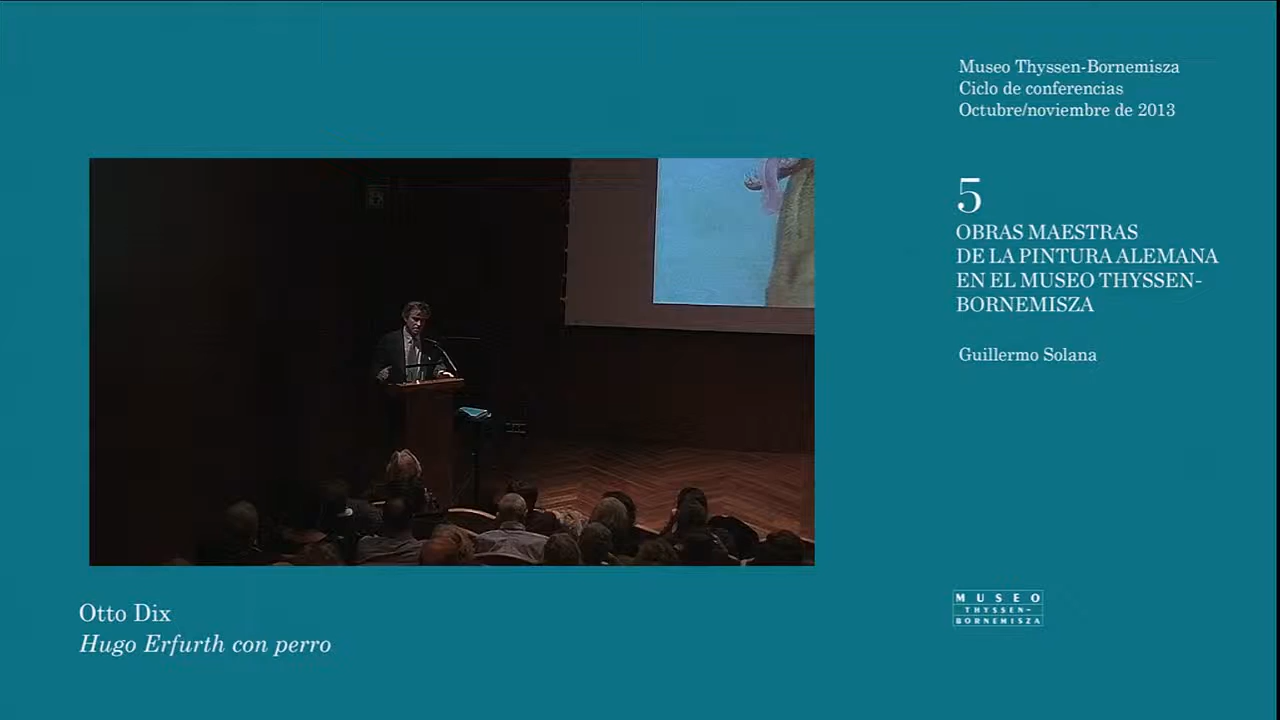 Museo Thyssen-Bornemisza
Ciclo de conferencias
Octubre/noviembre de 2013
5
OBRAS MAESTRAS
DE LA PINTURA ALEMANA
EN EL MUSEO THYSSEN-
BORNEMISZA
Guillermo Solana
Otto Dix
Hugo Erfurth con perro
MUSEO
THYSSEN-
BORNEMISZA